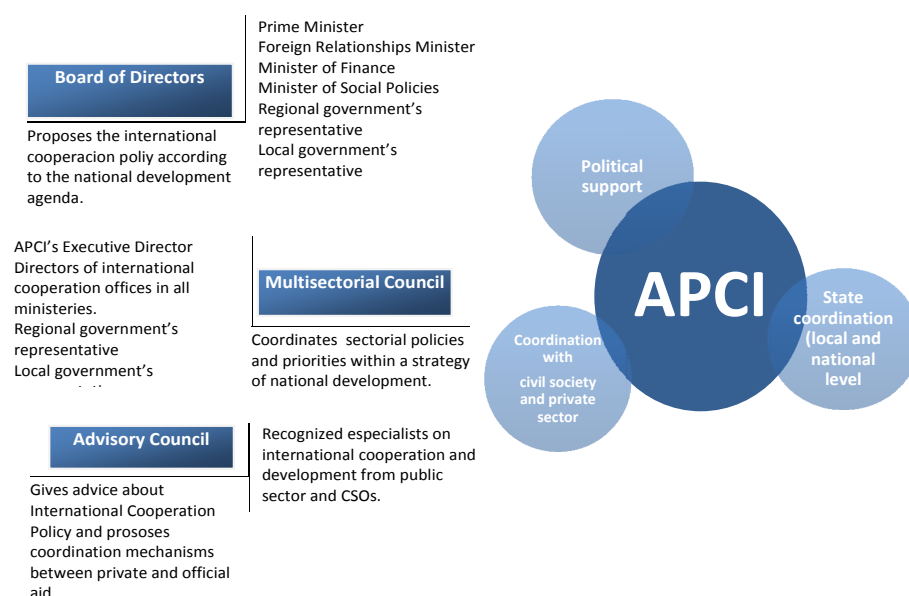 Board of Directors
Prime Minister
Foreign Relationships Minister
Minister of Finance
Minister of Social Policies
Regional government’s
representative
Local government’s
representative
Proposes the international
cooperacion poliy according
to the national development
agenda.
APCI’s Executive Director
Directors of international
cooperation offices in all
ministeries.
Regional government’s
representative
Local government’s
Multisectorial Council
Coordinates sectorial policies
and priorities within a strategy
of national development.
Advisory Council
Recognized especialists on
international cooperation and
development from public
sector and CSOs.
Gives advice about
International Cooperation
Policy and prososes
coordination mechanisms
between private and official
aid
Political
support
APCI
State
coordination
(local and
national
level
Coordination
with
civil society
and private
sector